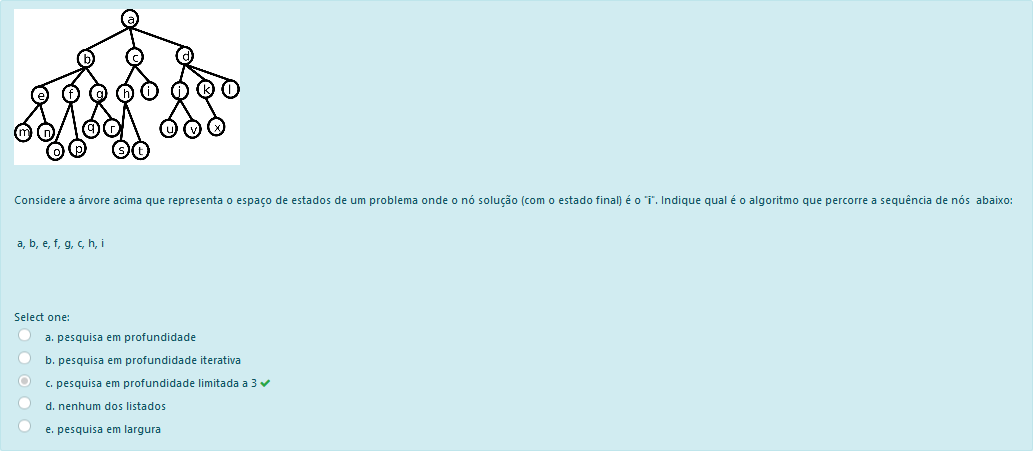 a
b c d
e f g h i j k l
m n q r u v x
o p s t
Considere a árvore acima que representa o espaço de estados de um problema onde o nó solução (com o estado final) é o "i". Indique qual é o algoritmo que percorre a sequência de nós abaixo:
a, b, e, f, g, c, h, i
Select one:
a. pesquisa em profundidade
b. pesquisa em profundidade iterativa
c. pesquisa em profundidade limitada a 3
d. nenhum dos listados
e. pesquisa em largura